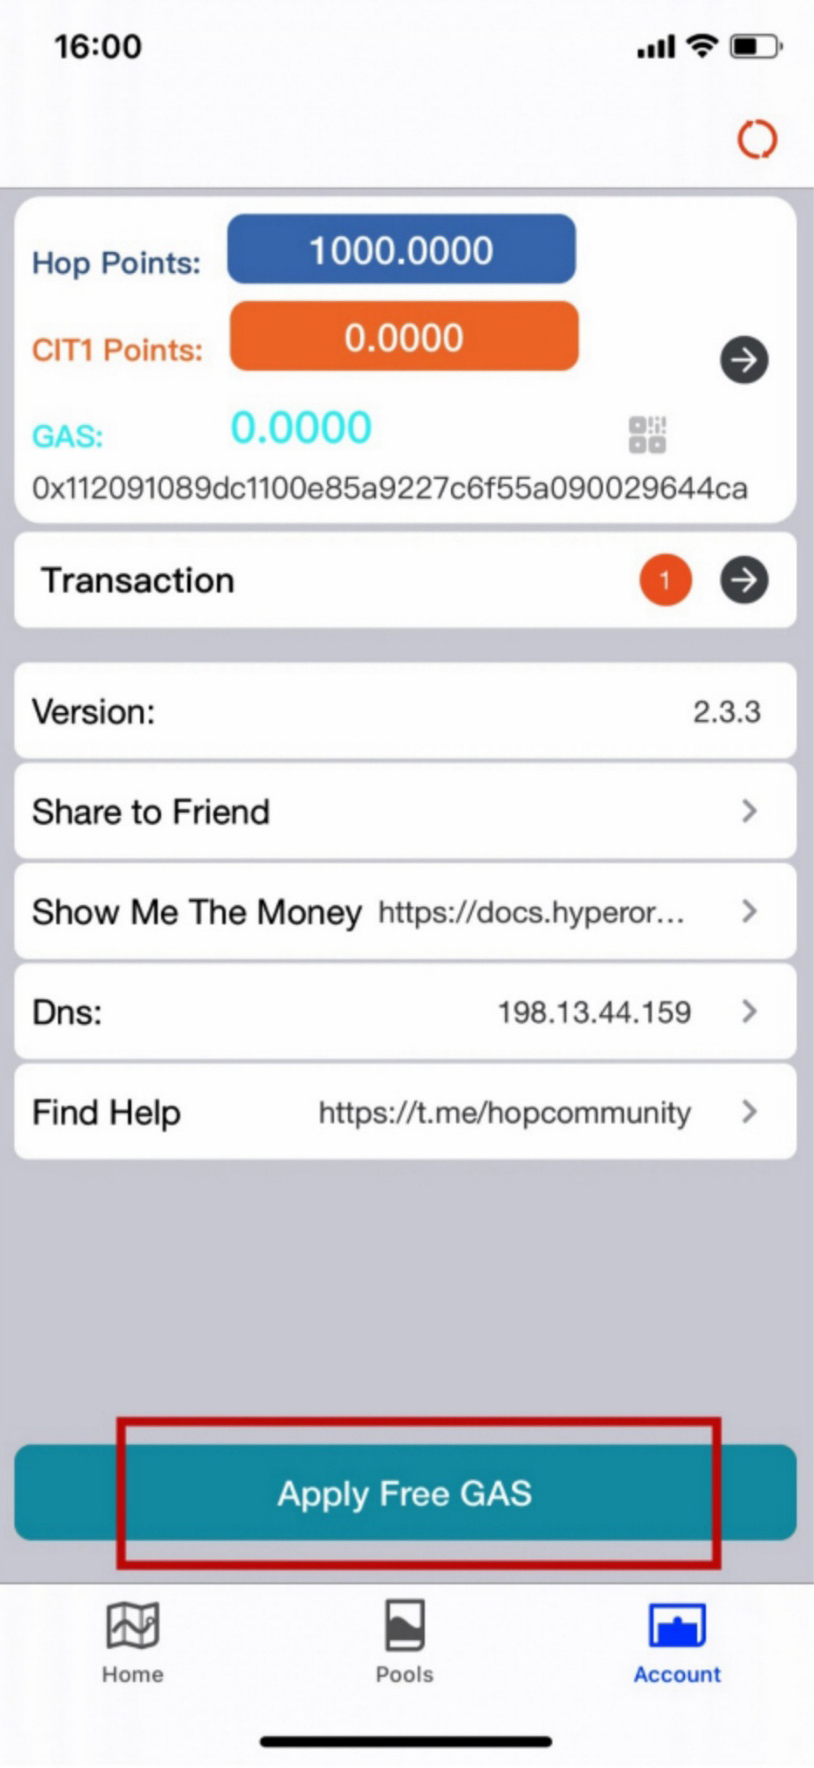 16:00
Hop Points: 1000.0000
CIT1 Points: 0.0000
GAS: 0.0000
0x112091089dc1100e85a9227c6f55a090029644ca
Transaction 1
Version: 2.3.3
Share to Friend
Show Me The Money https://docs.hyperor...
Dns: 198.13.44.159
Find Help https://t.me/hopcommunity
Apply Free GAS
Home Pools Account